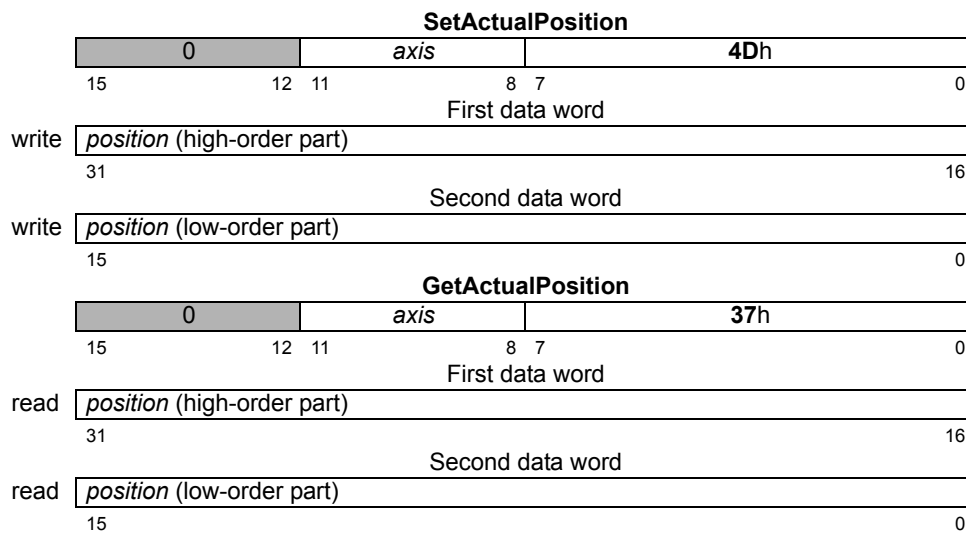 SetActualPosition
0 axis 4Dh
15 12 11 8 7 0
First data word
write position (high-order part)
31 16
Second data word
write position (low-order part)
15 0
GetActualPosition
0 axis 37h
15 12 11 8 7 0
First data word
read position (high-order part)
31 16
Second data word
read position (low-order part)
15 0